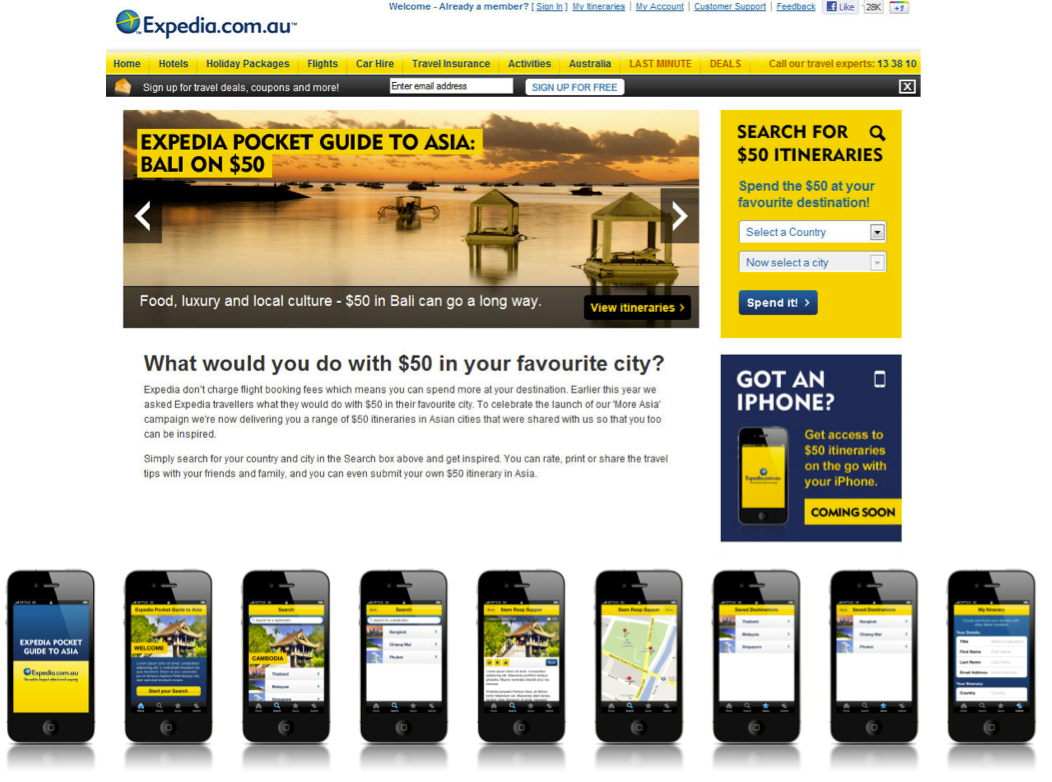 Welcome - Already a member? [ Sign In ] My Itineraries | My Account | Customer Support | Feedback Like 28K +1
Expedia.com.au™
Home Hotels Holiday Packages Flights Car Hire Travel Insurance Activities Australia LAST MINUTE DEALS Call our travel experts: 13 38 10
Sign up for travel deals, coupons and more! Enter email address SIGN UP FOR FREE X
EXPEDIA POCKET GUIDE TO ASIA:
BALI ON $50
Food, luxury and local culture - $50 in Bali can go a long way.
View itineraries >
SEARCH FOR
$50 ITINERARIES
Spend the $50 at your
favourite destination!
Select a Country
Now select a city
Spend it! >
What would you do with $50 in your favourite city?
Expedia don't charge flight booking fees which means you can spend more at your destination. Earlier this year we
asked Expedia travellers what they would do with $50 in their favourite city. To celebrate the launch of our 'More Asia'
campaign we're now delivering you a range of $50 itineraries in Asian cities that were shared with us so that you too
can be inspired.
Simply search for your country and city in the Search box above and get inspired. You can rate, print or share the travel
tips with your friends and family, and you can even submit your own $50 itinerary in Asia.
GOT AN
IPHONE?
Get access to
$50 itineraries
on the go with
your iPhone.
Expedia.com.au
COMING SOON
EXPEDIA POCKET
GUIDE TO ASIA
Expedia.com.au
Expedia Pocket Guide to Asia
WELCOME
Start your Search
Search
Search for a destination
CAMBODIA
Thailand
Malaysia
Singapore
Search
Search for a destination
Bangkok
Chiang Mai
Phuket
Siem Reap Supper
Siem Reap Supper
Saved Destinations
Thailand
Malaysia
Singapore
Saved Destinations
Bangkok
Chiang Mai
Phuket
My Itinerary
Your Details:
Title
First Name
Last Name
Email Address
Your Itinerary:
Country